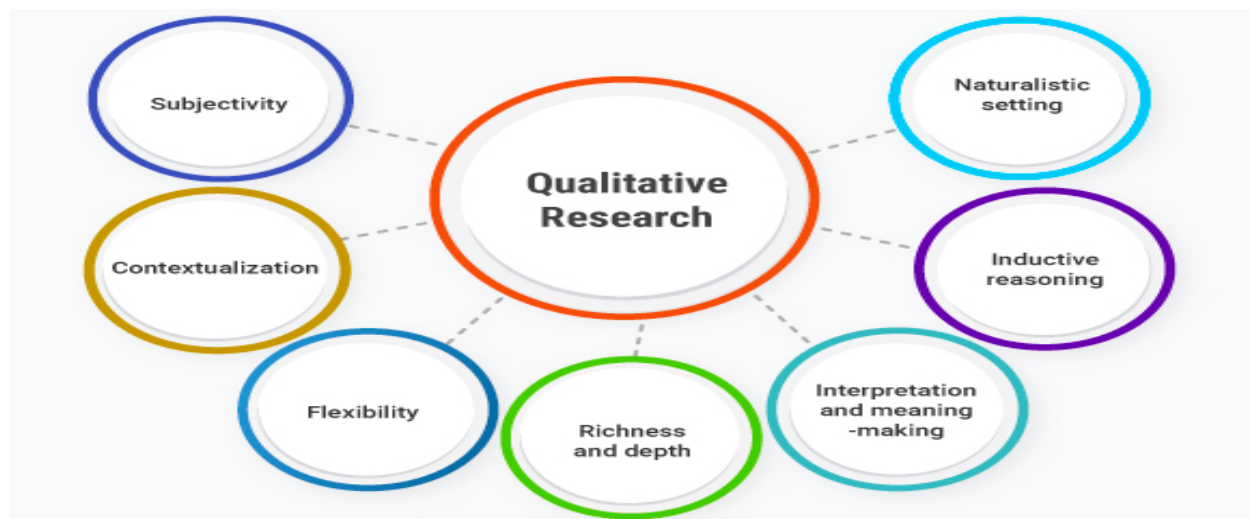 Subjectivity
Naturalistic
setting
Qualitative
Research
Contextualization
Inductive
reasoning
Flexibility
Richness
and depth
Interpretation
and meaning
-making